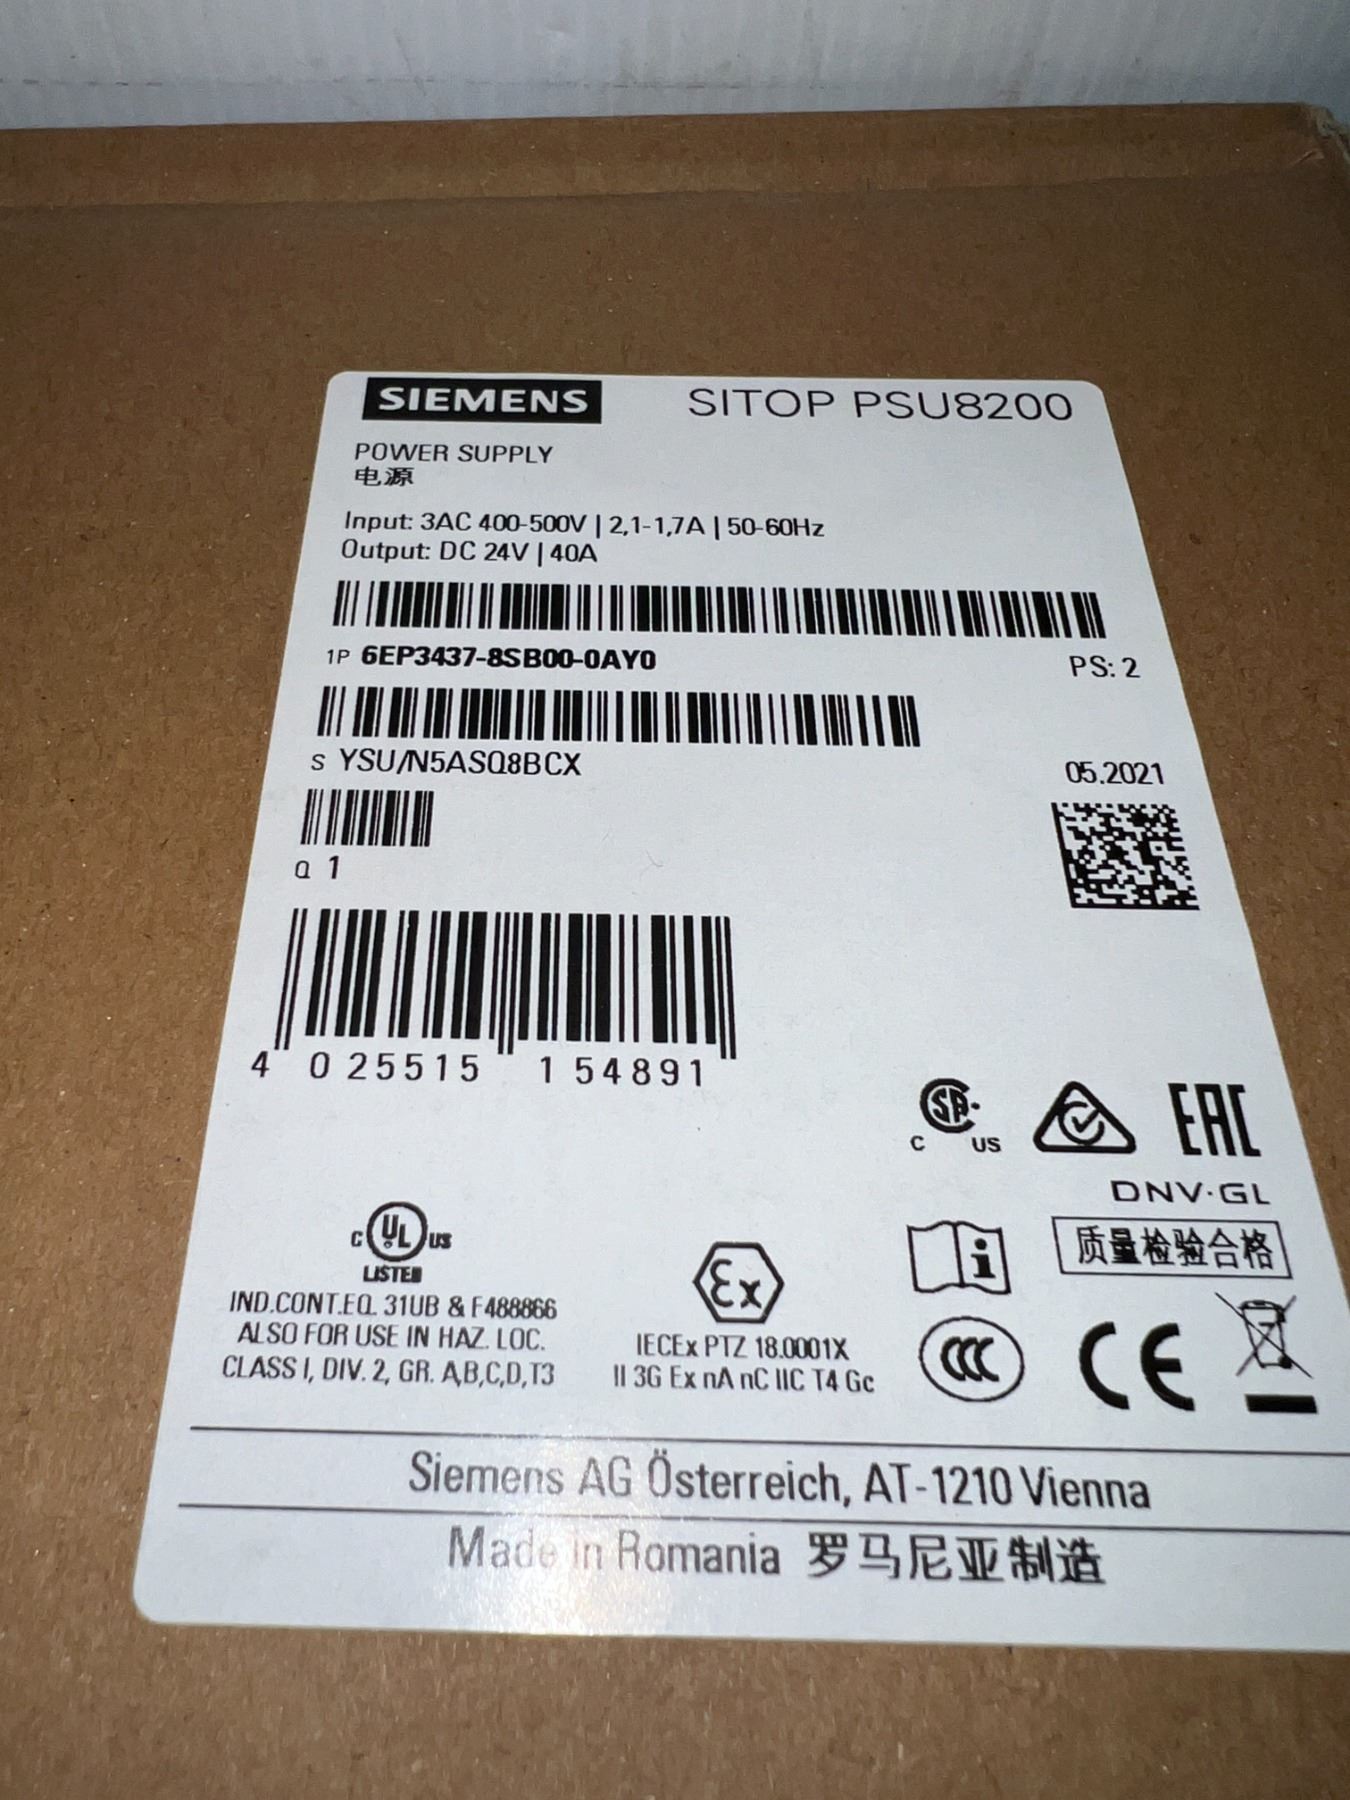 SIEMENS SITOP PSU8200
POWER SUPPLY
电源
Input: 3AC 400-500V | 2,1-1,7A | 50-60Hz
Output: DC 24V | 40A
1P 6EP3437-8SB00-0AY0 PS: 2
S YSU/N5ASQ8BCX
05.2021
Q 1
4 025515 154891
C SA US
EAC
DNV·GL
C UL US
LISTED
质量检验合格
IND.CONT.EQ. 31UB & E488866
ALSO FOR USE IN HAZ. LOC.
CLASS I, DIV. 2, GR. A,B,C,D,T3
Ex
IECEx PTZ 18.0001X
II 3G Ex nA nC IIC T4 Gc
CCC
CE
Siemens AG Österreich, AT-1210 Vienna
Made in Romania 罗马尼亚制造